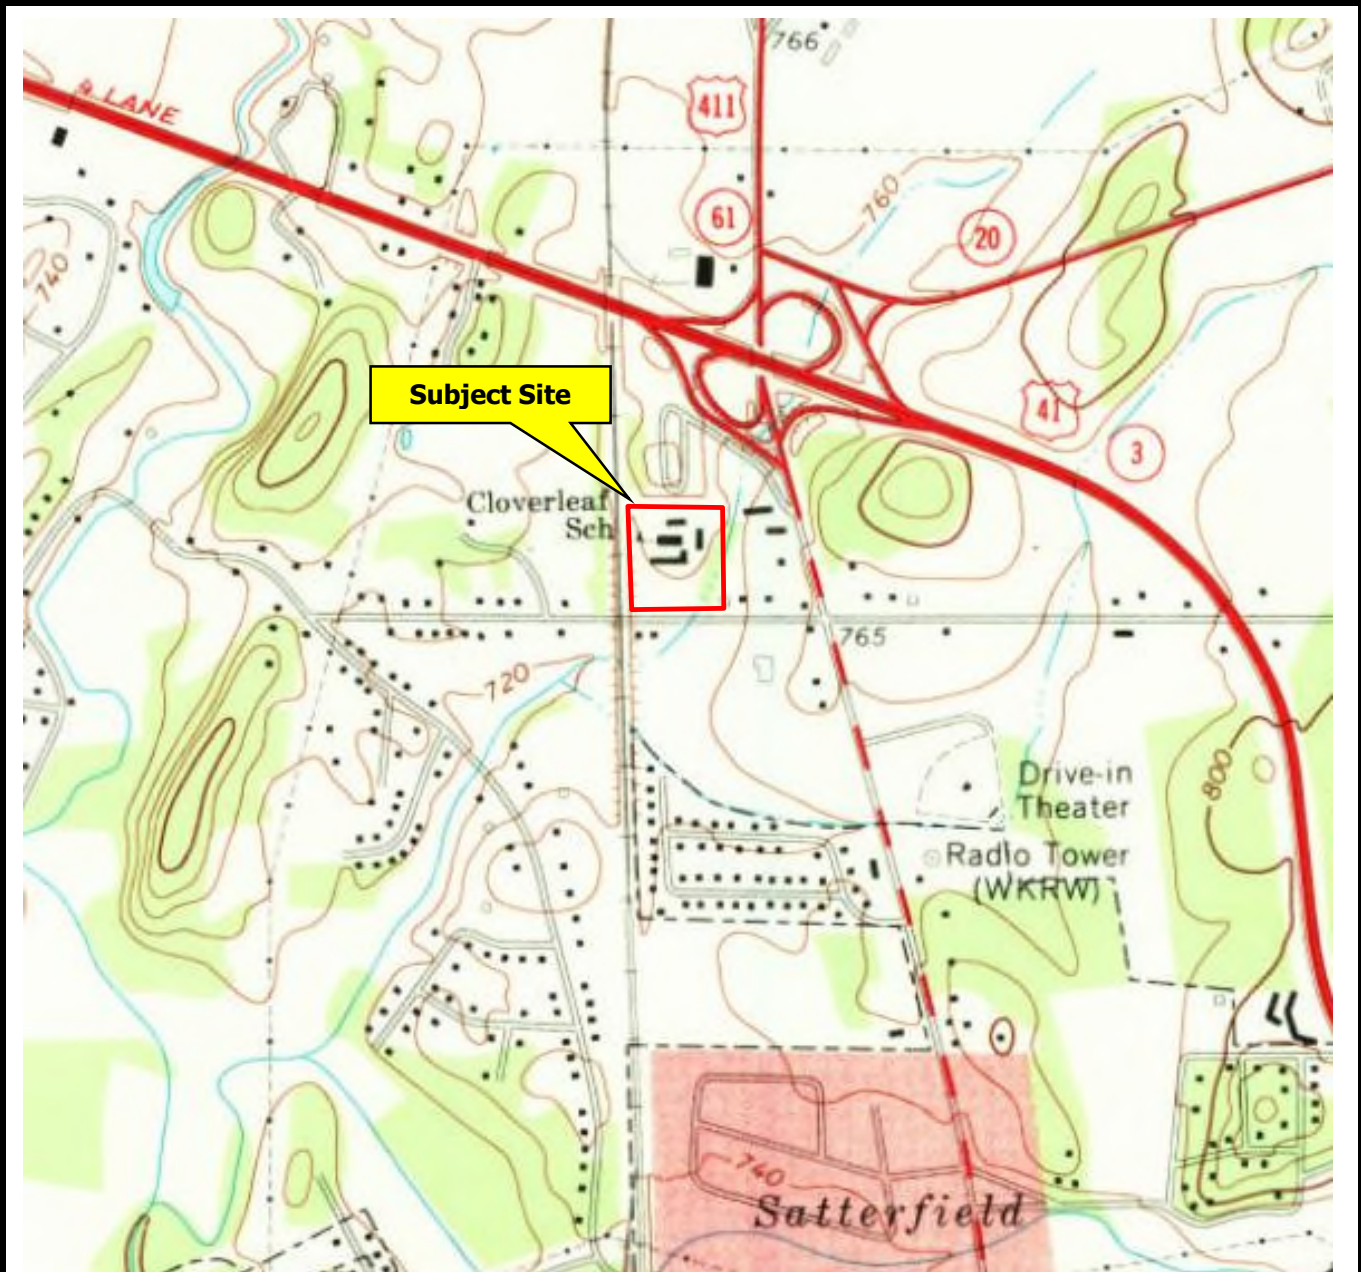 766
4 LANE
411
61
760
20
740
Subject Site
41
3
Cloverleaf
Sch
765
720
Drive-in
Theater
800
Radio Tower
(WKRW)
740
Satterfield